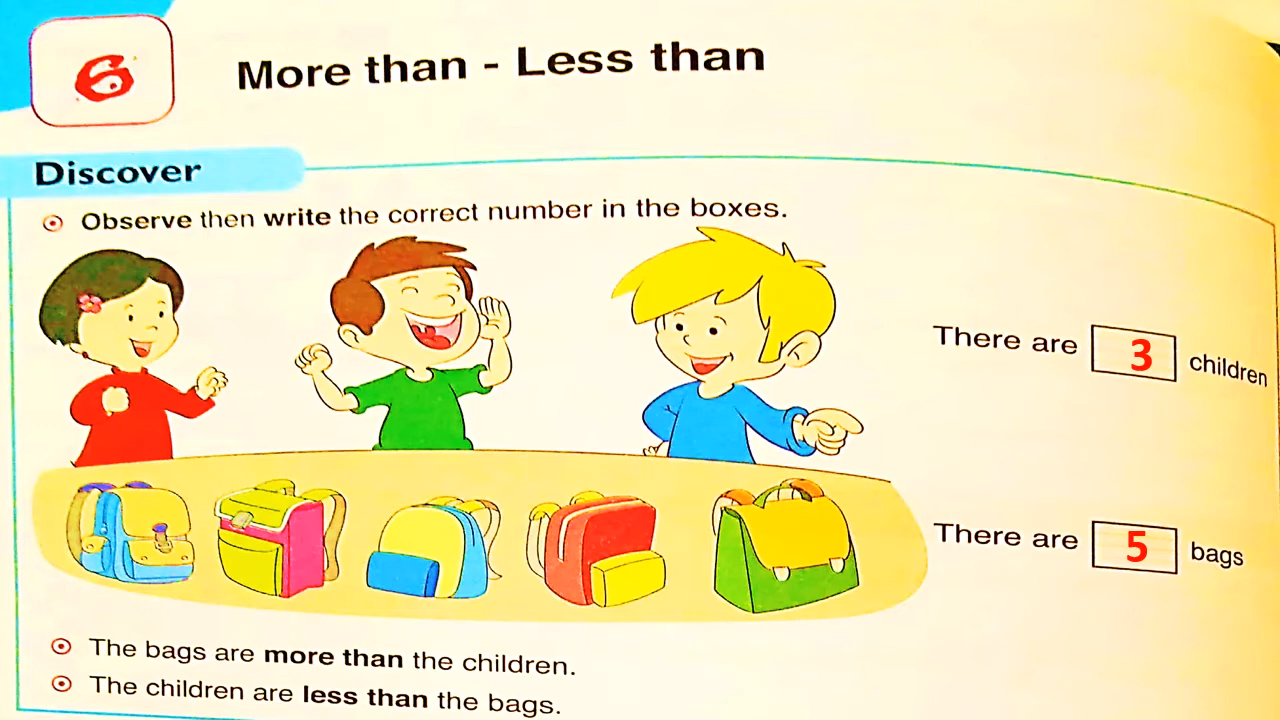 6
More than - Less than
Discover
Observe then write the correct number in the boxes.
There are 3 children
There are 5 bags
The bags are more than the children.
The children are less than the bags.